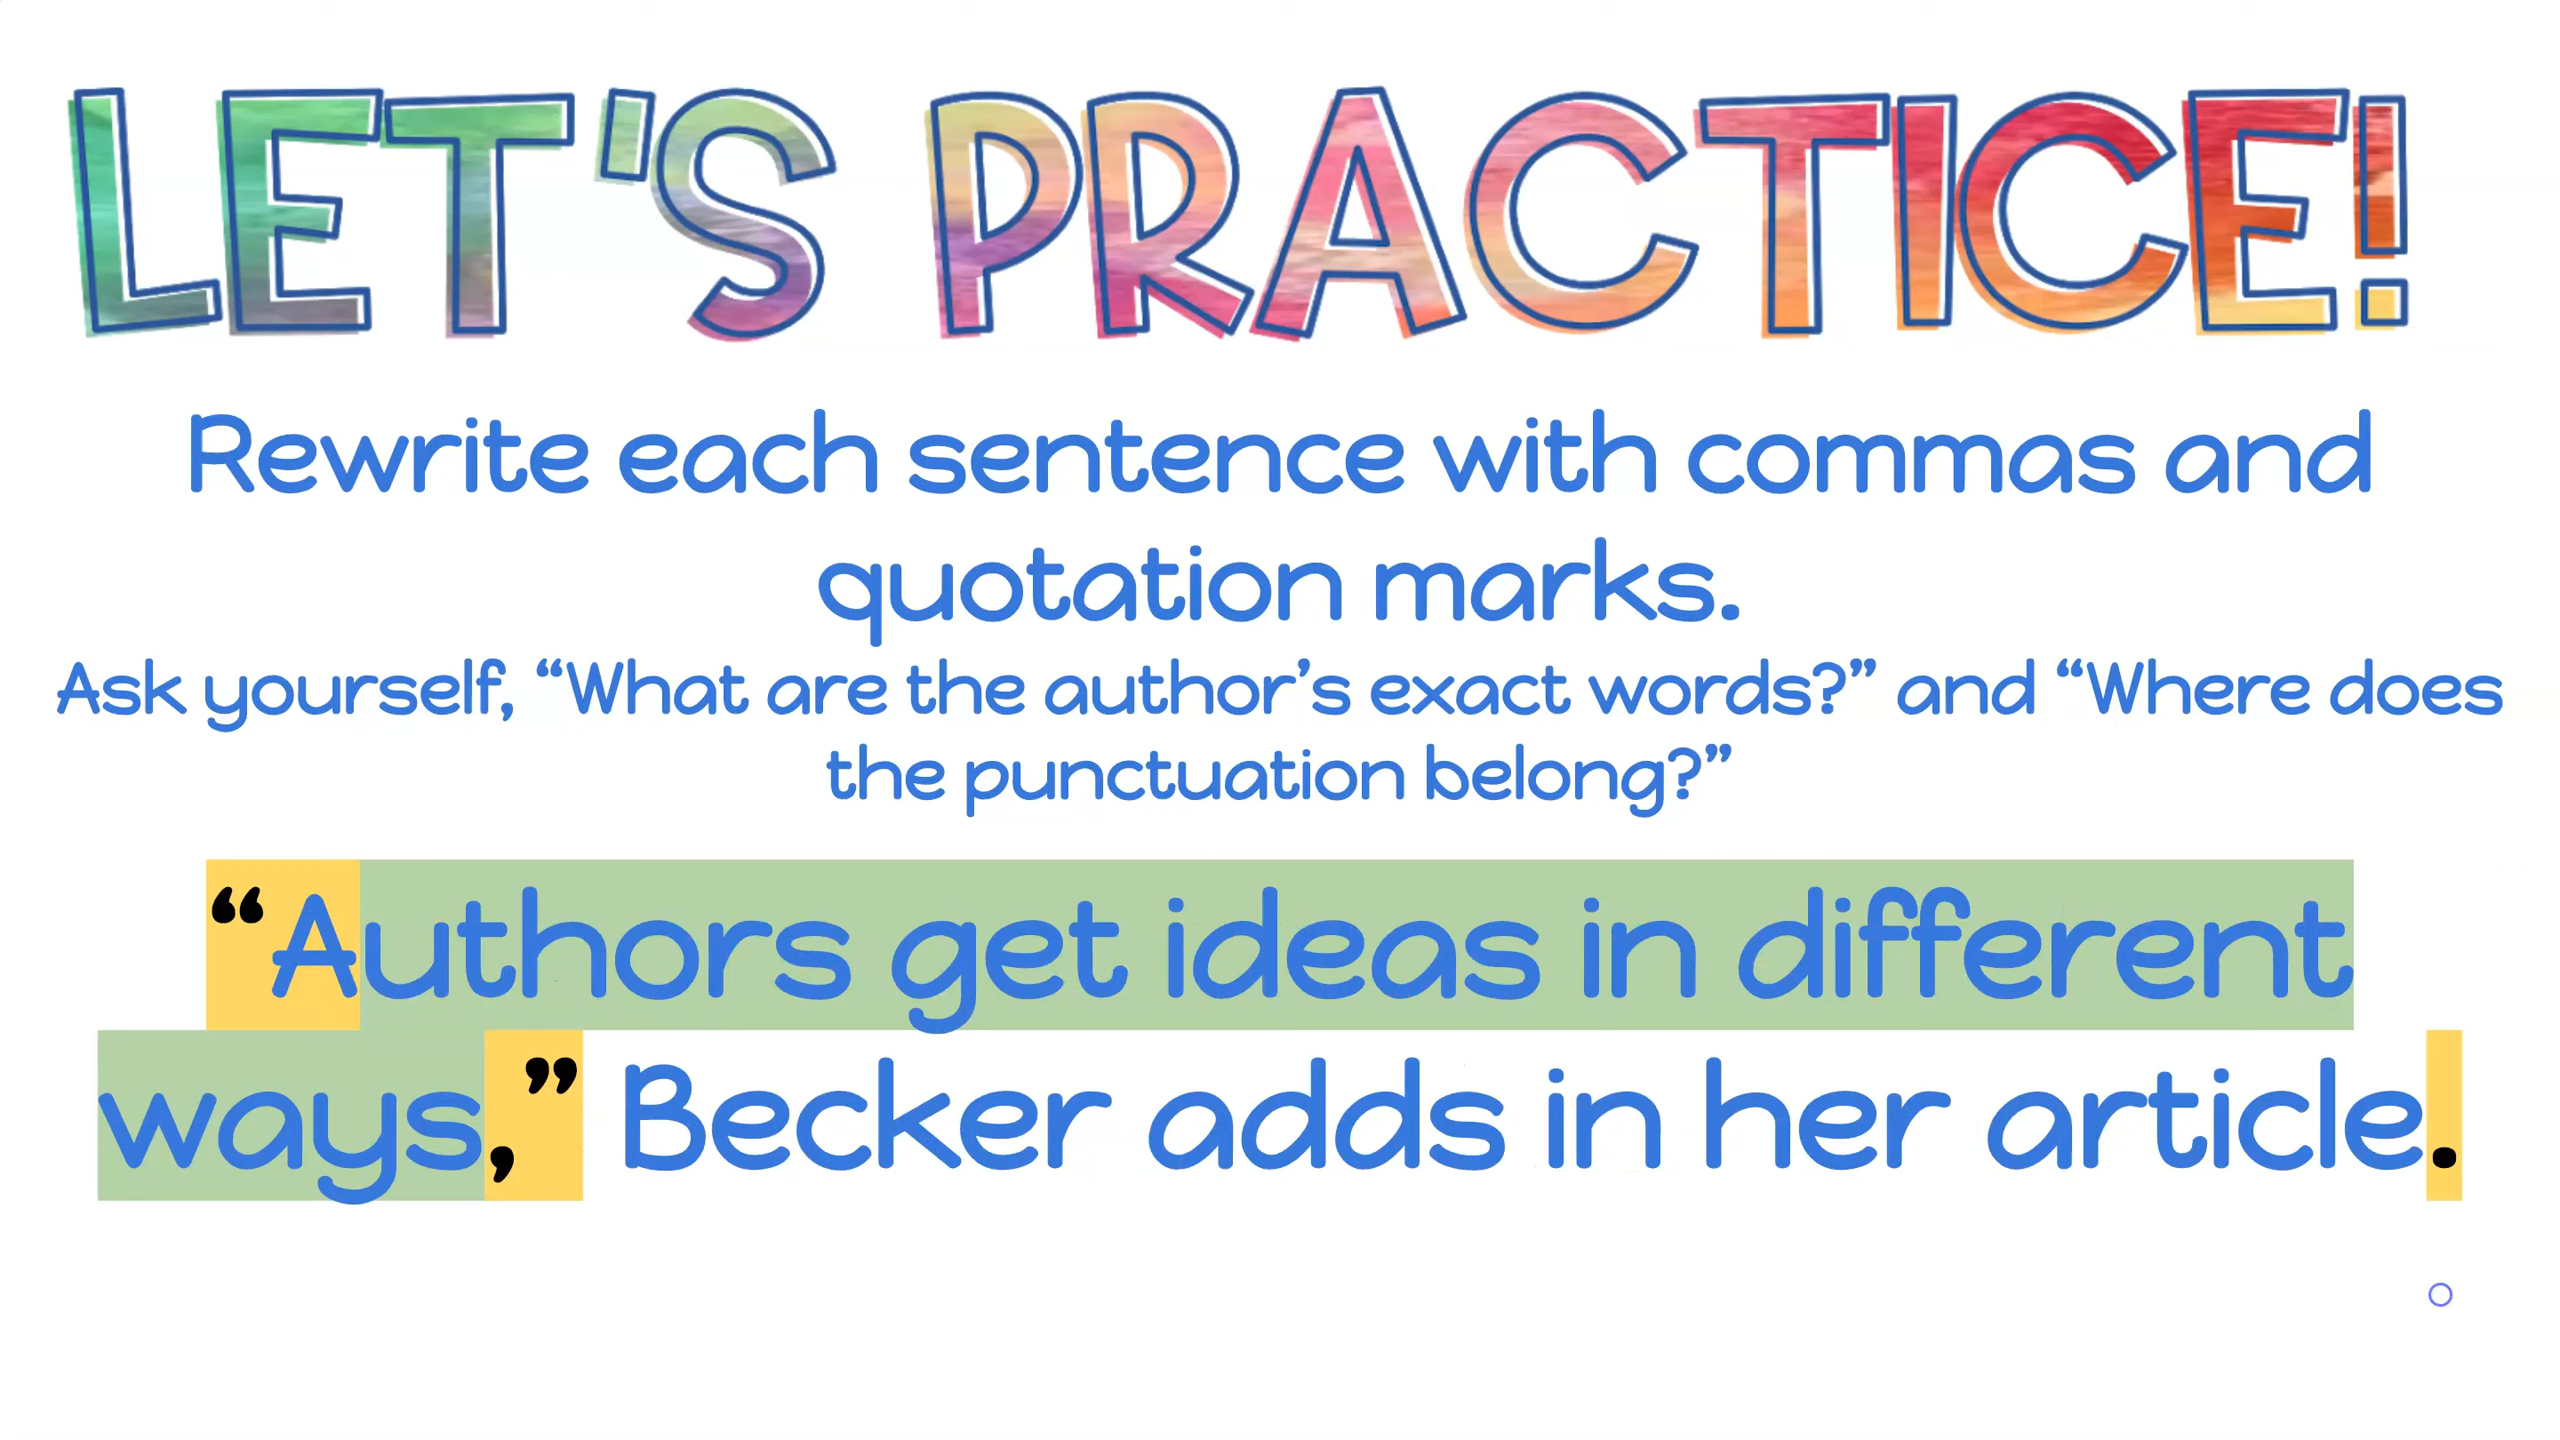 LET'S PRACTICE!
Rewrite each sentence with commas and
quotation marks.
Ask yourself, “What are the author’s exact words?” and “Where does
the punctuation belong?”
“Authors get ideas in different
ways,” Becker adds in her article.